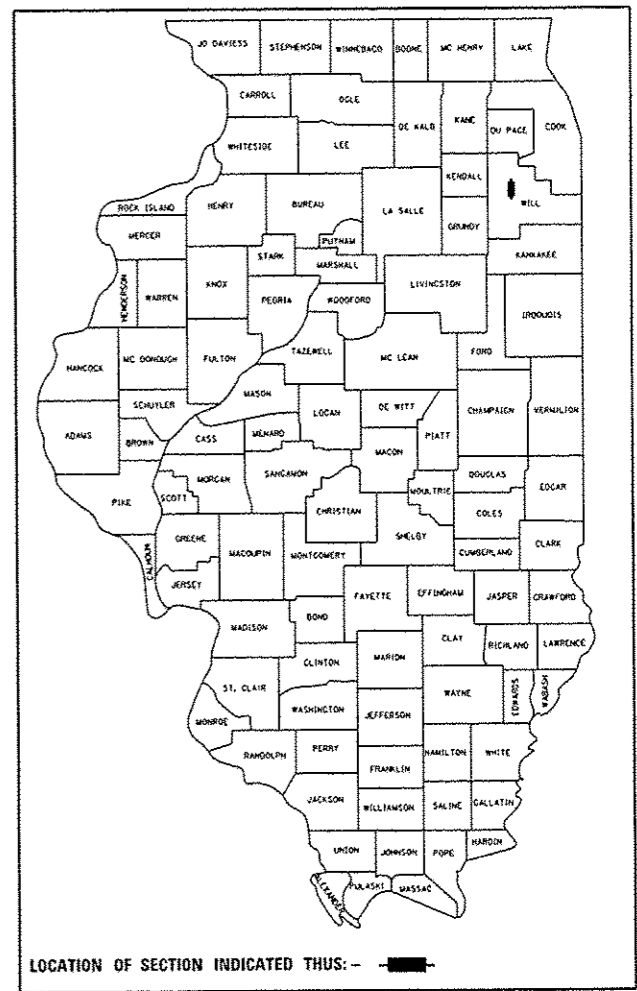 JO DAVIESS STEPHENSON WINNEBAGO BOONE MC HENRY LAKE
CARROLL OGLE DE KALB KANE DU PAGE COOK
WHITESIDE LEE KENDALL WILL
ROCK ISLAND HENRY BUREAU LA SALLE GRUNDY
MERCER PUTNAM KANKAKEE
STARK MARSHALL LIVINGSTON
HENDERSON WARREN KNOX PEORIA WOODFORD IROQUOIS
HANCOCK MC DONOUGH FULTON TAZEWELL MC LEAN FORD
SCHUYLER MASON LOGAN DE WITT CHAMPAIGN VERMILION
ADAMS BROWN CASS MENARD MACON PIATT
PIKE SCOTT MORGAN SANGAMON MOULTRIE DOUGLAS EDGAR
CHRISTIAN COLES
CALHOUN GREENE MACOUPIN MONTGOMERY SHELBY CUMBERLAND CLARK
JERSEY FAYETTE EFFINGHAM JASPER CRAWFORD
MADISON BOND CLAY RICHLAND LAWRENCE
CLINTON MARION
ST. CLAIR WAYNE EDWARDS WABASH
MONROE WASHINGTON JEFFERSON
RANDOLPH PERRY HAMILTON WHITE
FRANKLIN
JACKSON WILLIAMSON SALINE GALLATIN
UNION JOHNSON POPE HARDIN
ALEXANDER PULASKI MASSAC
LOCATION OF SECTION INDICATED THUS: -